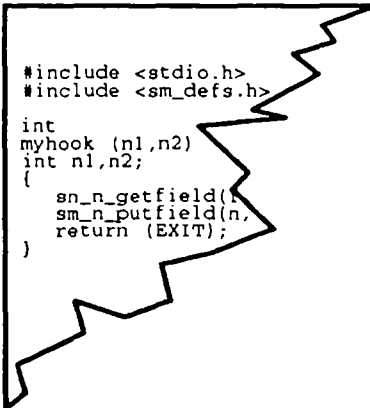 #include <stdio.h>
#include <sm_defs.h>
int
myhook (n1,n2)
int n1,n2;
{
sn_n_getfield(
sm_n_putfield(n,
return (EXIT);
}